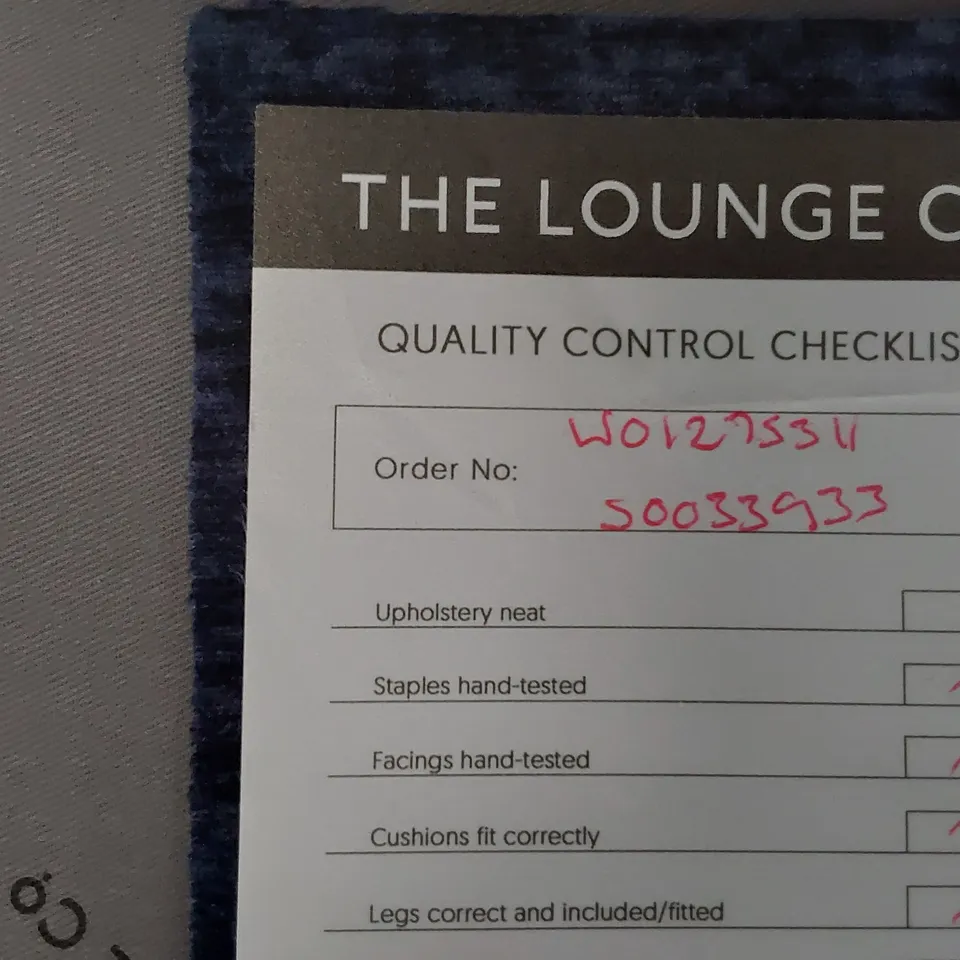 THE LOUNGE C
QUALITY CONTROL CHECKLIS
W01275311
Order No:
S0033933
Upholstery neat
Staples hand-tested
Facings hand-tested
Cushions fit correctly
Legs correct and included/fitted